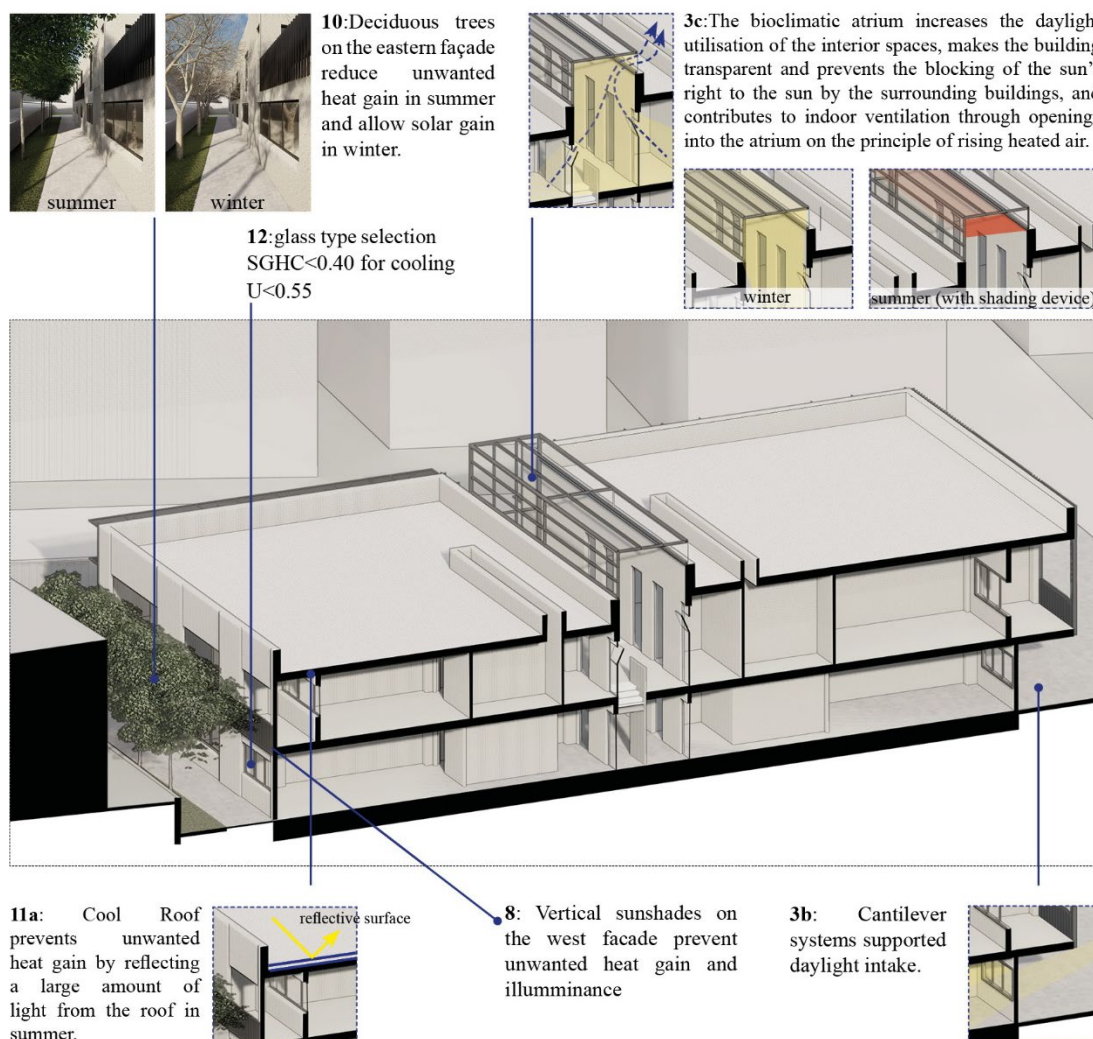 10:Deciduous trees
on the eastern façade
reduce unwanted
heat gain in summer
and allow solar gain
in winter.
summer
winter
3c:The bioclimatic atrium increases the dayligh
utilisation of the interior spaces, makes the building
transparent and prevents the blocking of the sun'
right to the sun by the surrounding buildings, and
contributes to indoor ventilation through opening
into the atrium on the principle of rising heated air.
winter
summer (with shading device)
12:glass type selection
SGHC<0.40 for cooling
U<0.55
11a: Cool Roof
prevents unwanted
heat gain by reflecting
a large amount of
light from the roof in
summer.
reflective surface
8: Vertical sunshades on
the west facade prevent
unwanted heat gain and
illumminance
3b: Cantilever
systems supported
daylight intake.